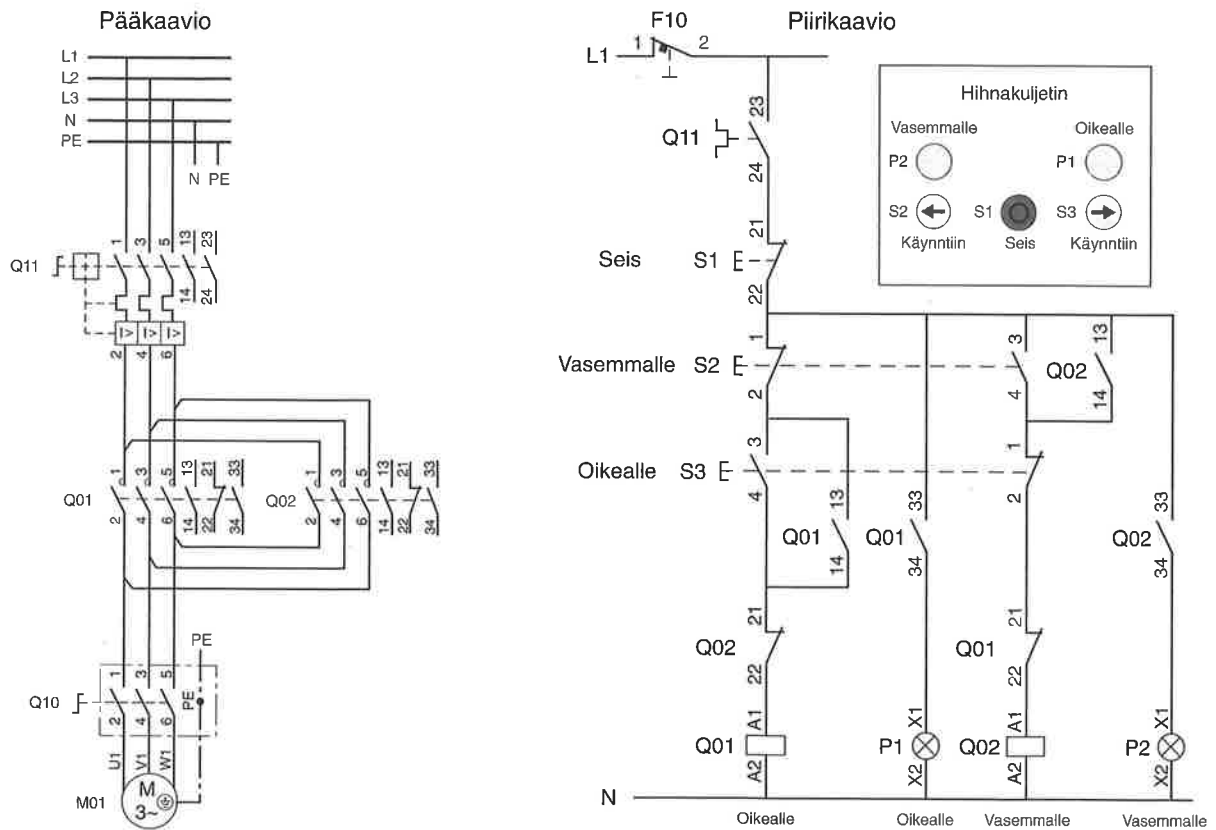 Pääkaavio
L1
L2
L3
N
PE
N PE
1 3 5 13 23
Q11
14 24
I> I> I>
2 4 6
1 3 5 13 21 33
Q01
2 4 6 14 22 34
1 3 5 13 21 33
Q02
2 4 6 14 22 34
PE
1 3 5
Q10
PE
2 4 6
U1 V1 W1
M01
M
3~
Piirikaavio
F10
1 2
L1
23
Q11
24
21
Seis S1
22
1 3 13
Vasemmalle S2
Q02
2 4 14
3 1
Oikealle S3
4 2
13 33 33
Q01 Q01 Q02
14 34 34
21 21
Q02 Q01
22 22
A1 X1 A1 X1
Q01 P1 Q02 P2
A2 X2 A2 X2
N
Oikealle Oikealle Vasemmalle Vasemmalle
Hihnakuljetin
Vasemmalle Oikealle
P2 P1
S2 S1 S3
Käynntiin Seis Käynntiin